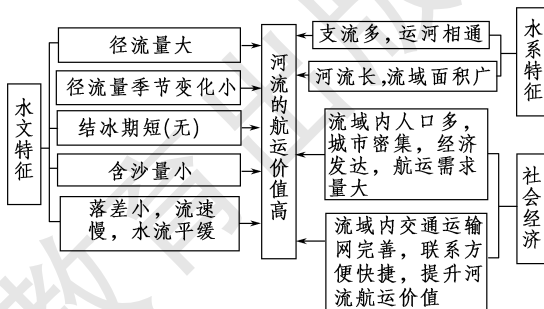 水文特征
径流量大
径流量季节变化小
结冰期短(无)
含沙量小
落差小，流速
慢，水流平缓
河流的航运价值高
支流多，运河相通
河流长，流域面积广
水系特征
流域内人口多，
城市密集，经济
发达，航运需求
量大
流域内交通运输
网完善，联系方
便快捷，提升河
流航运价值
社会经济
教育出版